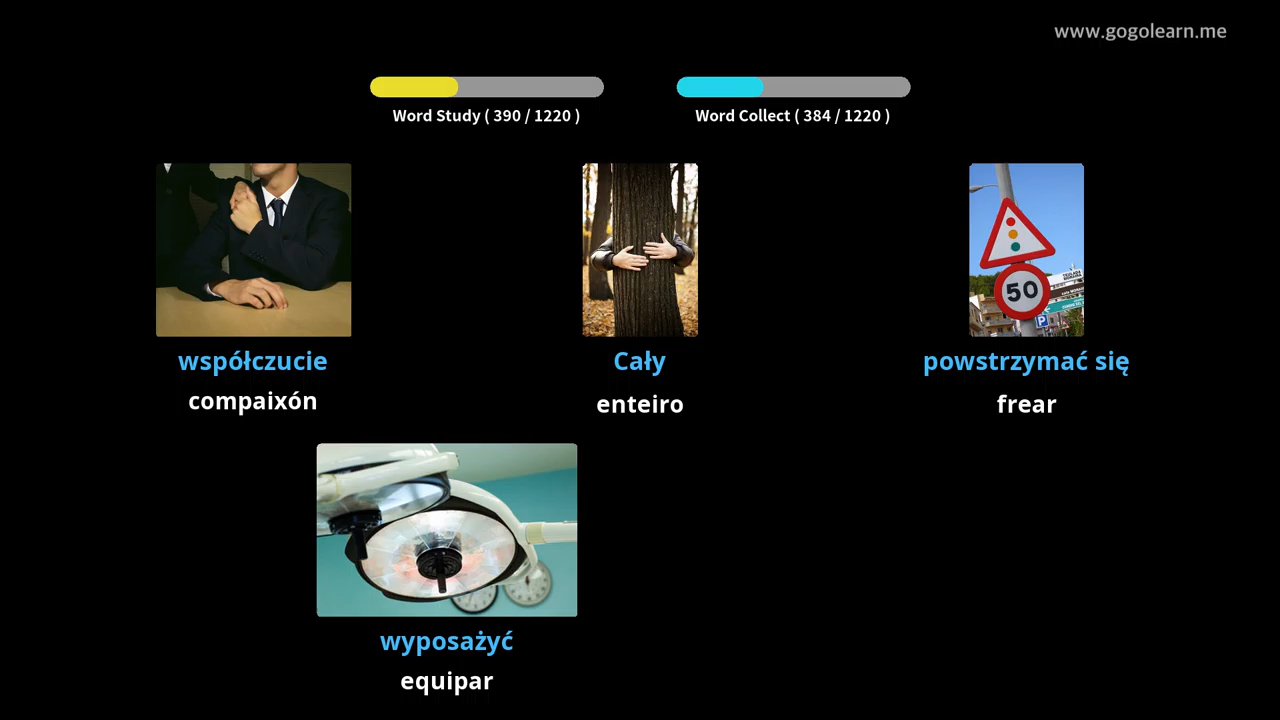 www.gogolearn.me
Word Study ( 390 / 1220 )
Word Collect ( 384 / 1220 )
50
P
współczucie
Cały
powstrzymać się
compaixón
enteiro
frear
wyposażyć
equipar